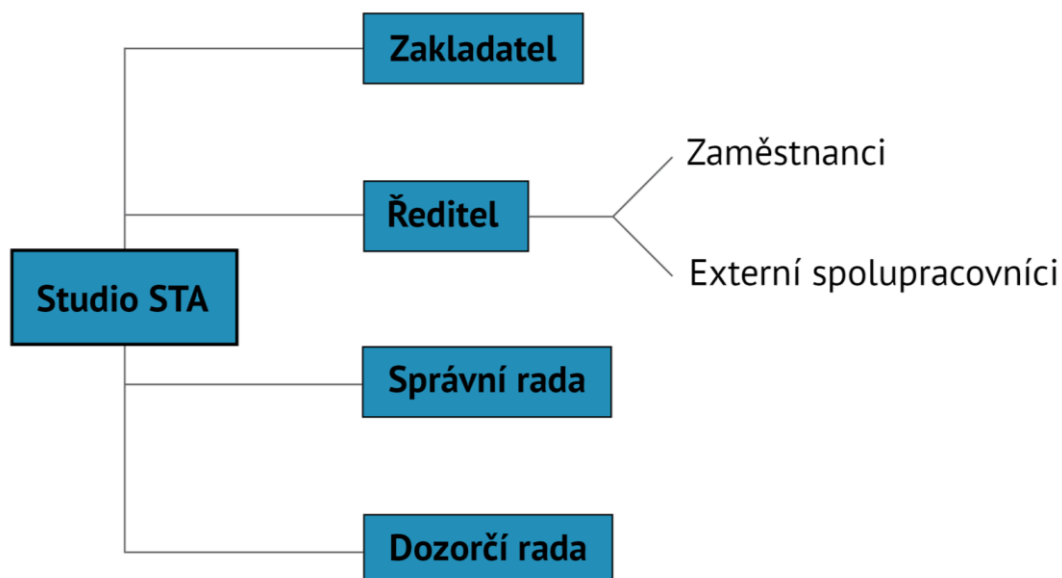 Zakladatel
Zaměstnanci
Ředitel
Externí spolupracovníci
Studio STA
Správní rada
Dozorčí rada